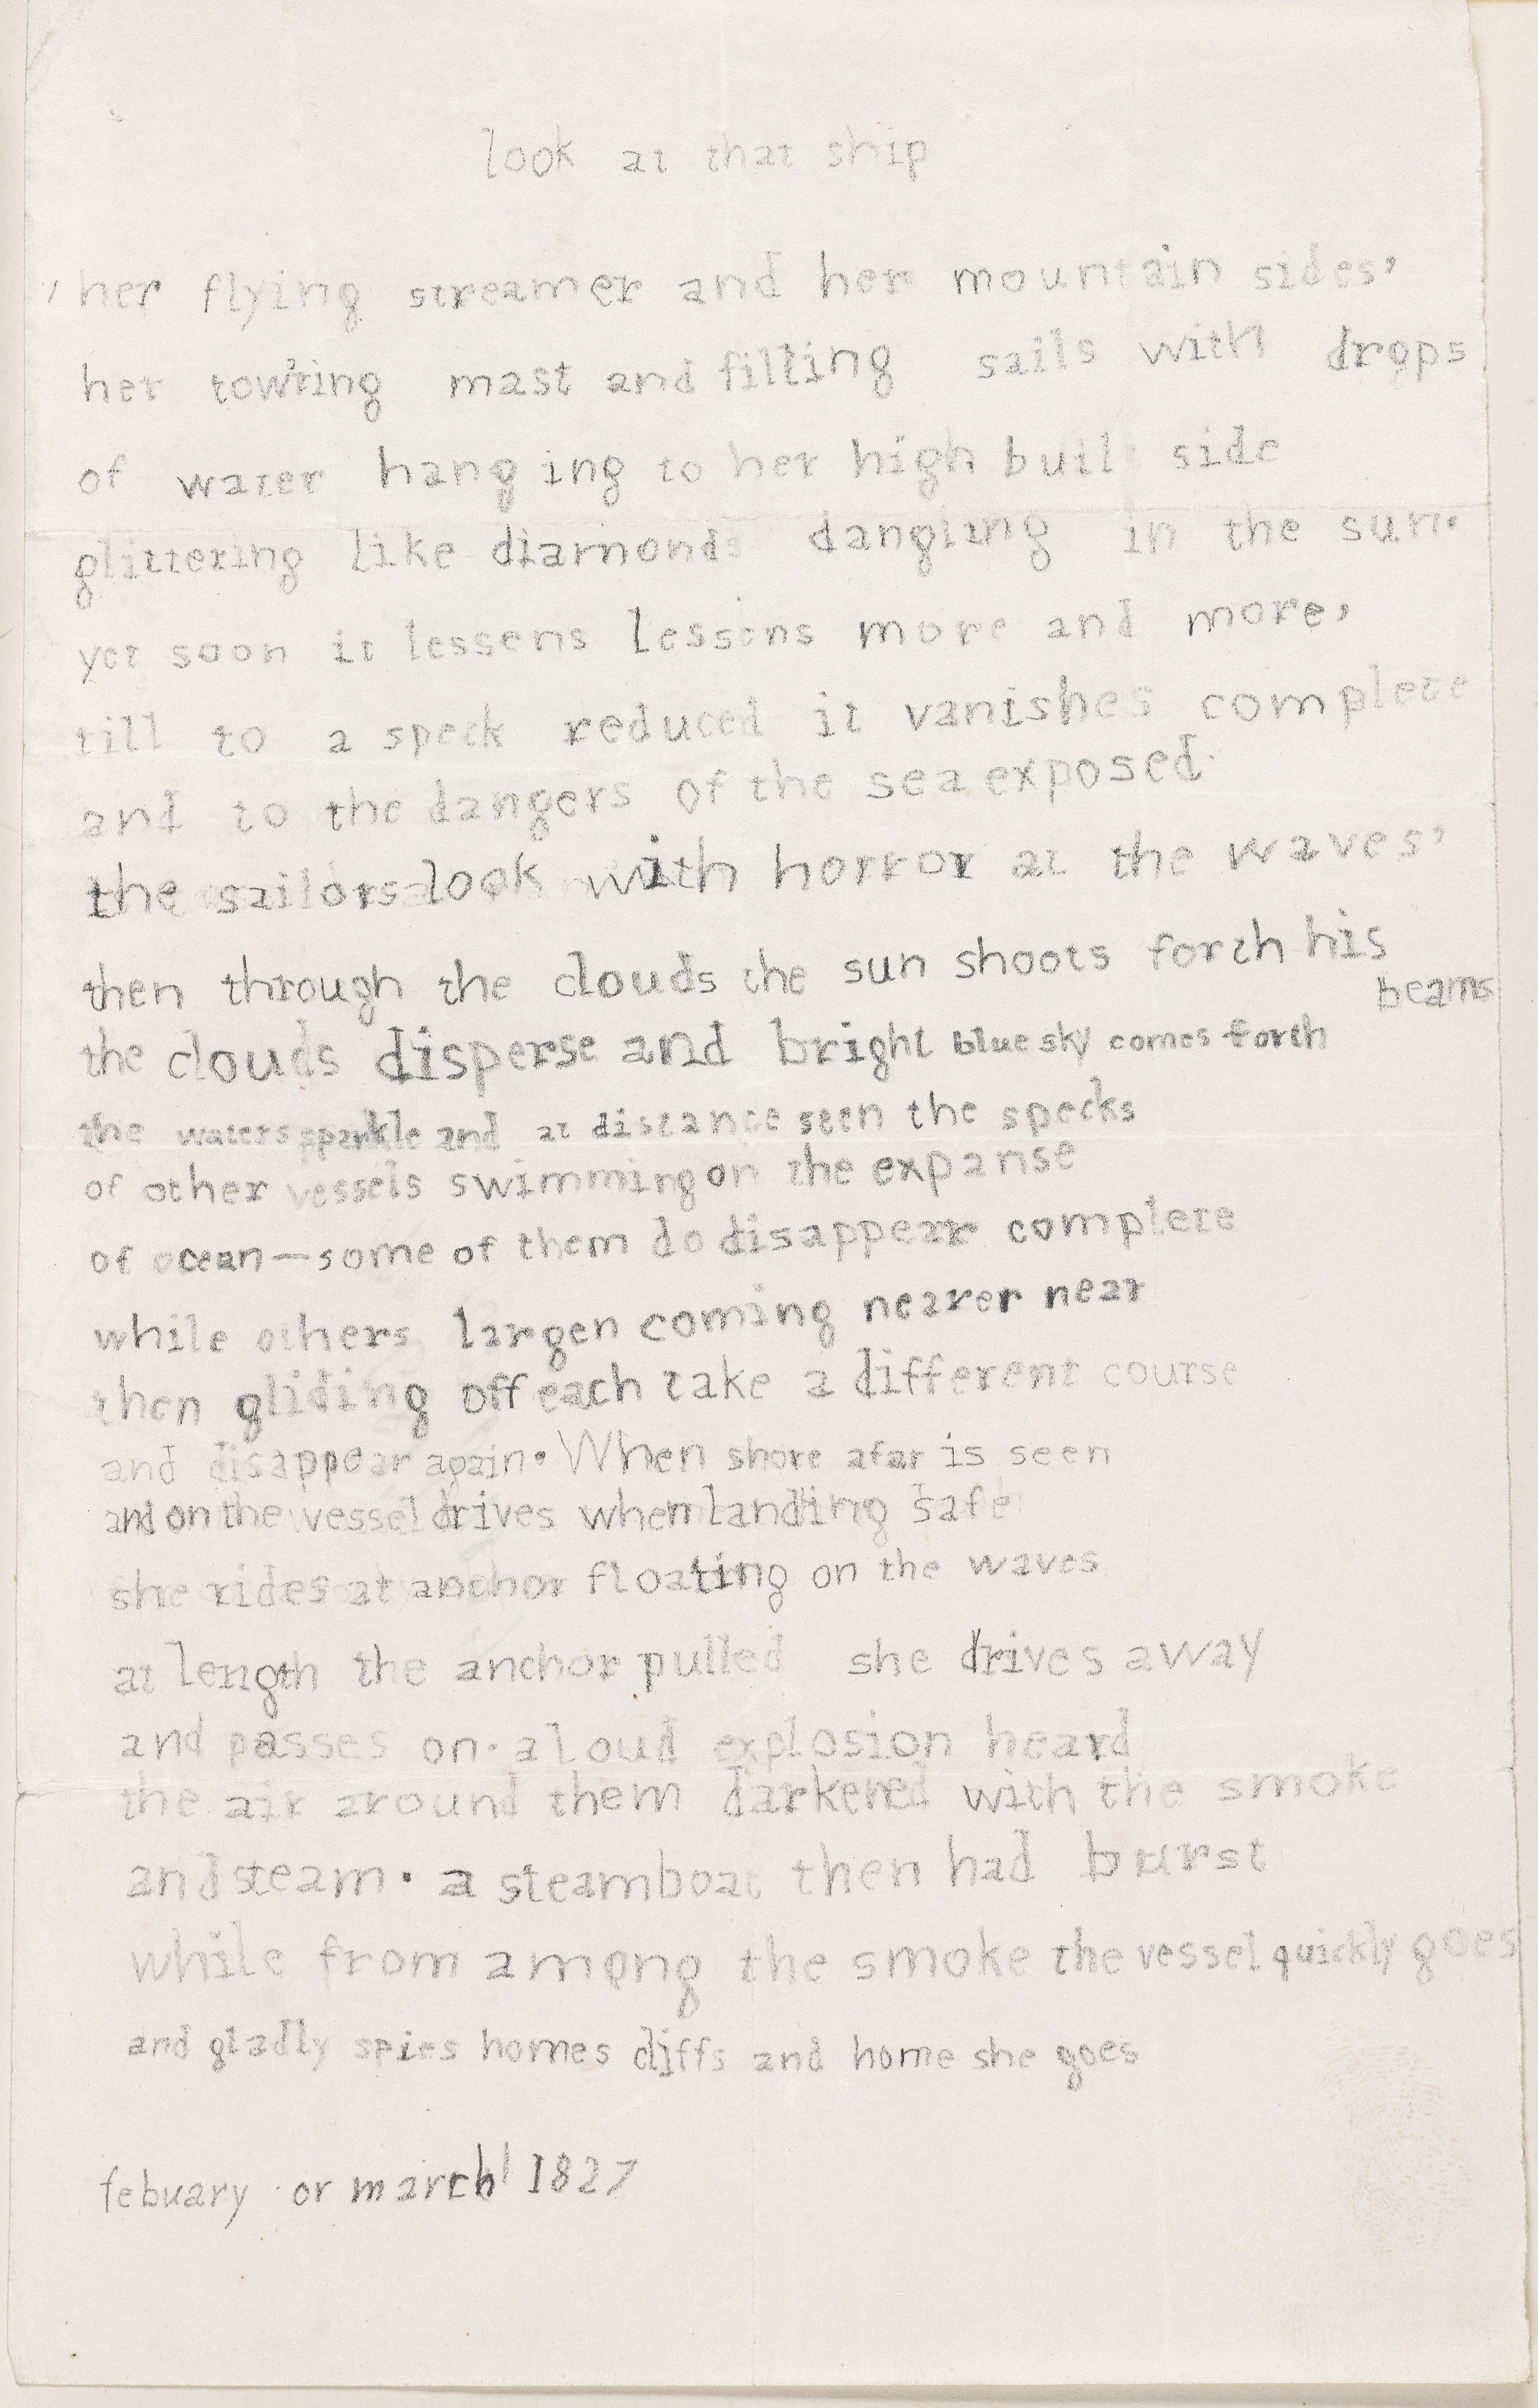 look at that ship
her flying streamer and her mountain sides,
her tow'ring mast and filling sails with drops
of water hanging to her high built side
glittering like diamonds dangling in the sun.
yet soon it lessens lessens more and more,
till to a speck reduced it vanishes complete
and to the dangers of the sea exposed.
the sailors look with horror at the waves,
then through the clouds the sun shoots forth his
beams
the clouds disperse and bright blue sky comes forth
the waters sparkle and at distance seen the specks
of other vessels swimming on the expanse
of ocean—some of them do disappear complete
while others largen coming nearer near
then gliding off each take a different course
and disappear again. When shore afar is seen
and on the vessel drives when landing safe
she rides at anchor floating on the waves
at length the anchor pulled she drives away
and passes on. a loud explosion heard
the air around them darkened with the smoke
and steam. a steamboat then had burst
while from among the smoke the vessel quickly goes
and gladly spies homes cliffs and home she goes
febuary or march 1827